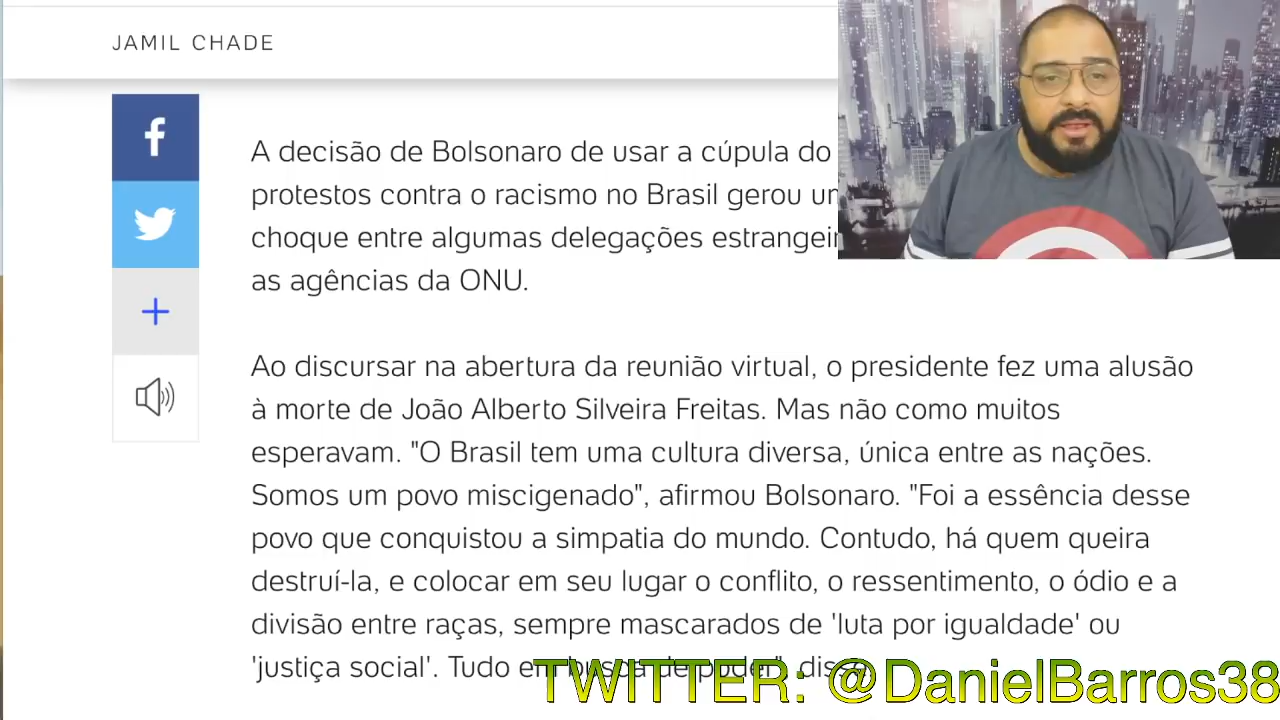 JAMIL CHADE
A decisão de Bolsonaro de usar a cúpula do
protestos contra o racismo no Brasil gerou
choque entre algumas delegações
as agências da ONU.
Ao discursar na abertura da reunião virtual, o presidente fez uma alusão
à morte de João Alberto Silveira Freitas. Mas não como muitos
esperavam. "O Brasil tem uma cultura diversa, única entre as nações.
Somos um povo miscigenado", afirmou Bolsonaro. "Foi a essência desse
povo que conquistou a simpatia do mundo. Contudo, há quem queira
destruí-la, e colocar em seu lugar o conflito, o ressentimento, o ódio e a
divisão entre raças, sempre mascarados de 'luta por igualdade' ou
'justiça social'. Tudo em busca de poder", disse.
TWITTER: @DanielBarros38